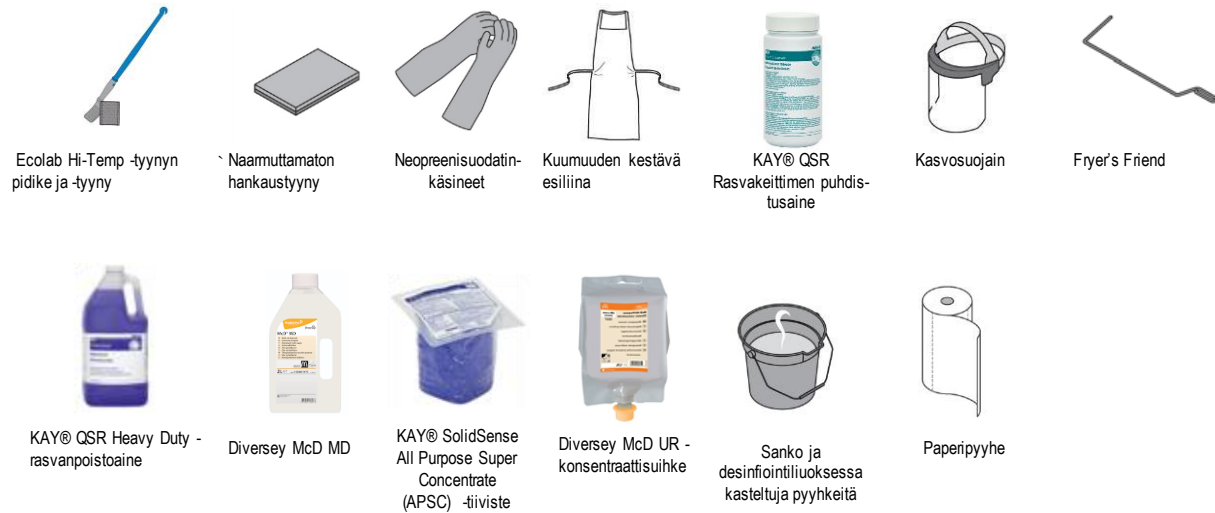 Ecolab Hi-Temp -tyynyn
pidike ja -tyyny
` Naarmuttamaton
hankaustyyny
Neopreenisuodatin-
käsineet
Kuumuuden kestävä
esiliina
KAY® QSR
Rasvakeittimen puhdis-
tusaine
Kasvosuojain
Fryer's Friend
KAY® QSR Heavy Duty -
rasvanpoistoaine
Diversey McD MD
KAY® SolidSense
All Purpose Super
Concentrate
(APSC) -tiiviste
Diversey McD UR -
konsentraattisuihke
Sanko ja
desinfiointiliuoksessa
kasteltuja pyyhkeitä
Paperipyyhe